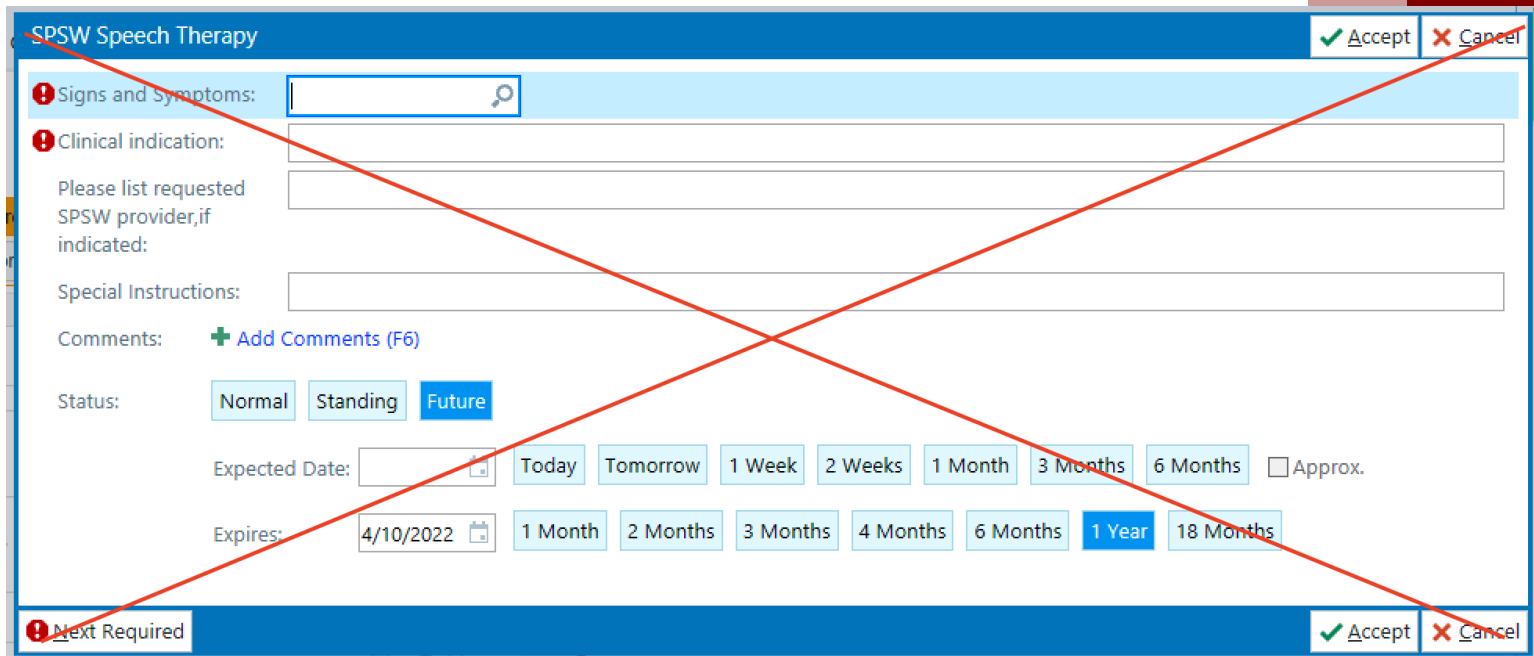 SPSW Speech Therapy
Accept
Cancel
Signs and Symptoms:
Clinical indication:
Please list requested
SPSW provider,if
indicated:
Special Instructions:
Comments: Add Comments (F6)
Status: Normal Standing Future
Expected Date: Today Tomorrow 1 Week 2 Weeks 1 Month 3 Months 6 Months Approx.
Expires: 4/10/2022 1 Month 2 Months 3 Months 4 Months 6 Months 1 Year 18 Months
Next Required
Accept
Cancel